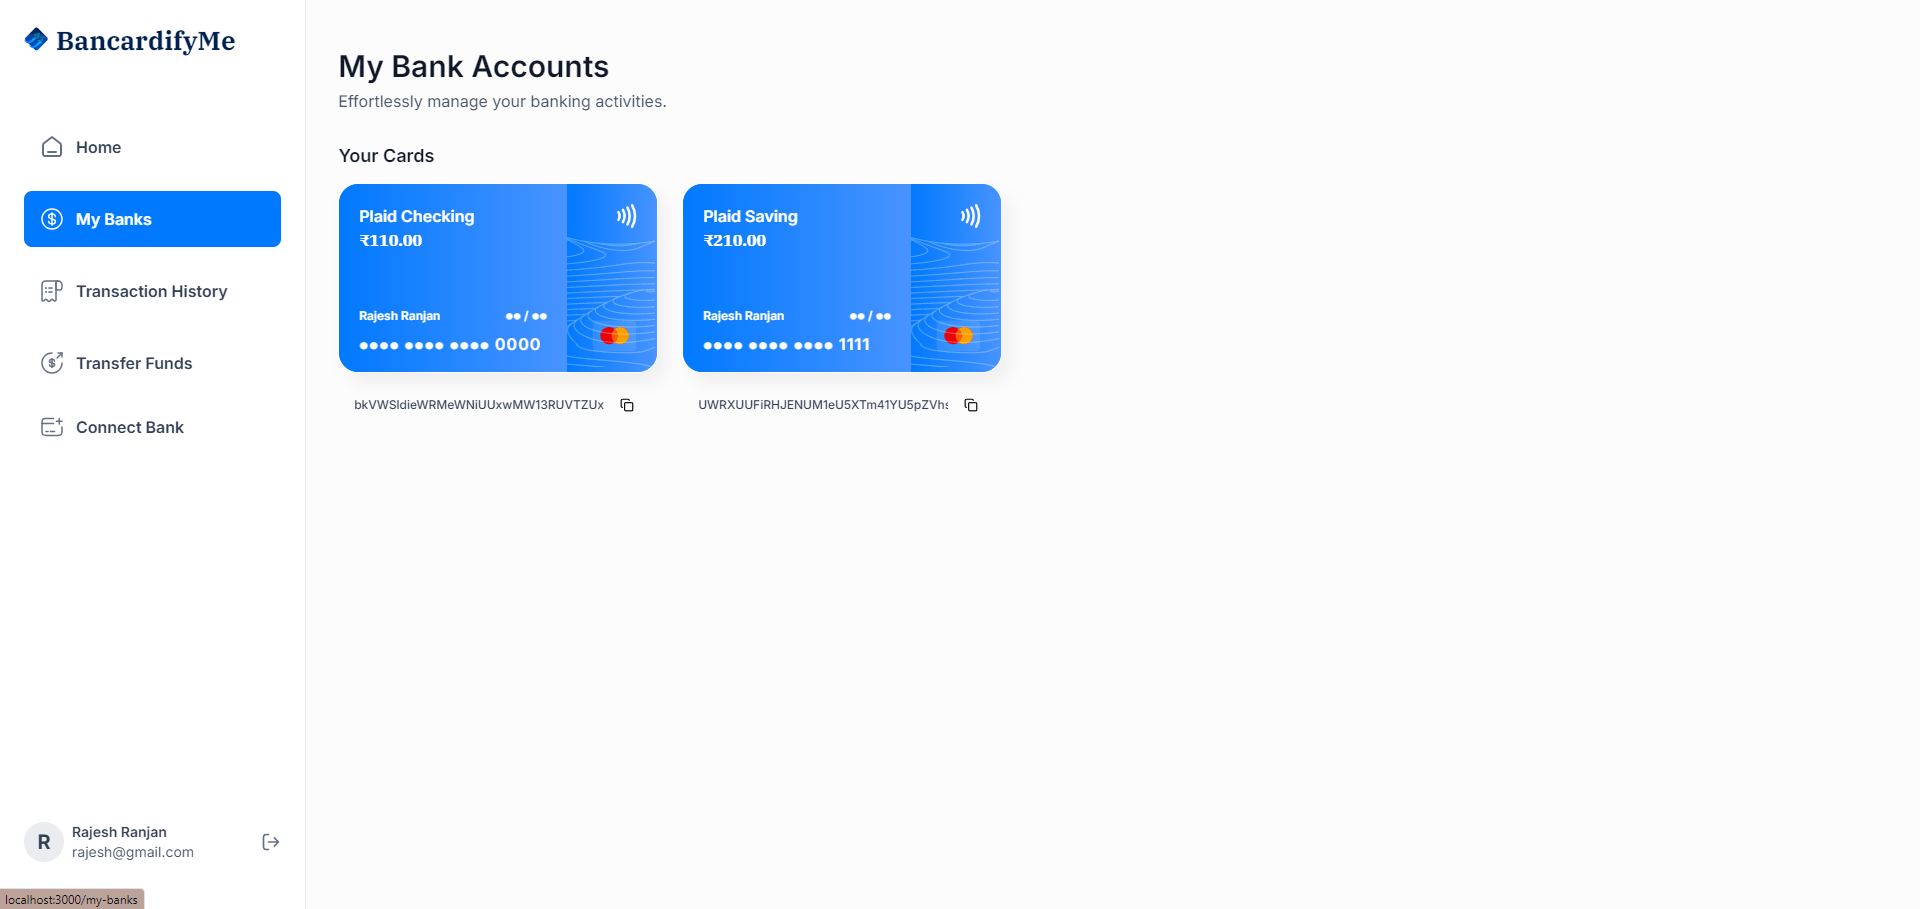 BancardifyMe
Home
My Banks
Transaction History
Transfer Funds
Connect Bank
R
Rajesh Ranjan
rajesh@gmail.com
localhost:3000/my-banks
My Bank Accounts
Effortlessly manage your banking activities.
Your Cards
Plaid Checking
₹110.00
Rajesh Ranjan ●● / ●●
●●●● ●●●● ●●●● 0000
bkVWSldieWRMeWNiUUxwMW13RUVTZUx
Plaid Saving
₹210.00
Rajesh Ranjan ●● / ●●
●●●● ●●●● ●●●● 1111
UWRXUUFiRHJENUM1eU5XTm41YU5pZVhs